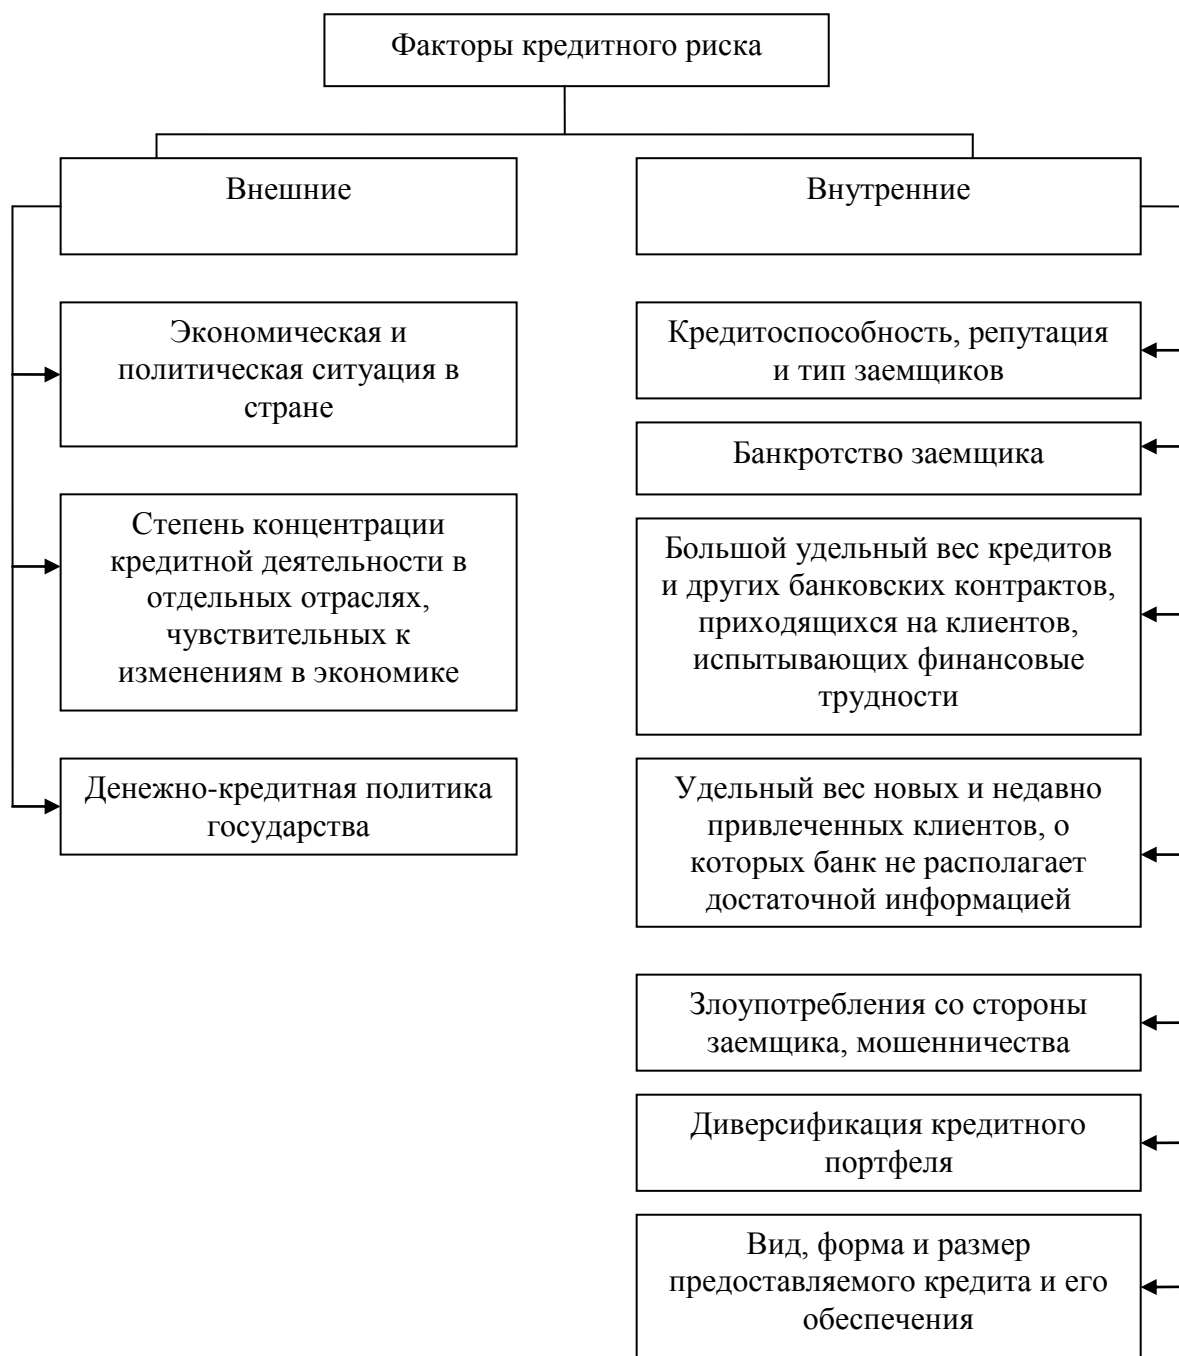 Факторы кредитного риска
Внешние
Внутренние
Экономическая и
политическая ситуация в
стране
Степень концентрации
кредитной деятельности в
отдельных отраслях,
чувствительных к
изменениям в экономике
Денежно-кредитная политика
государства
Кредитоспособность, репутация
и тип заемщиков
Банкротство заемщика
Большой удельный вес кредитов
и других банковских контрактов,
приходящихся на клиентов,
испытывающих финансовые
трудности
Удельный вес новых и недавно
привлеченных клиентов, о
которых банк не располагает
достаточной информацией
Злоупотребления со стороны
заемщика, мошенничества
Диверсификация кредитного
портфеля
Вид, форма и размер
предоставляемого кредита и его
обеспечения